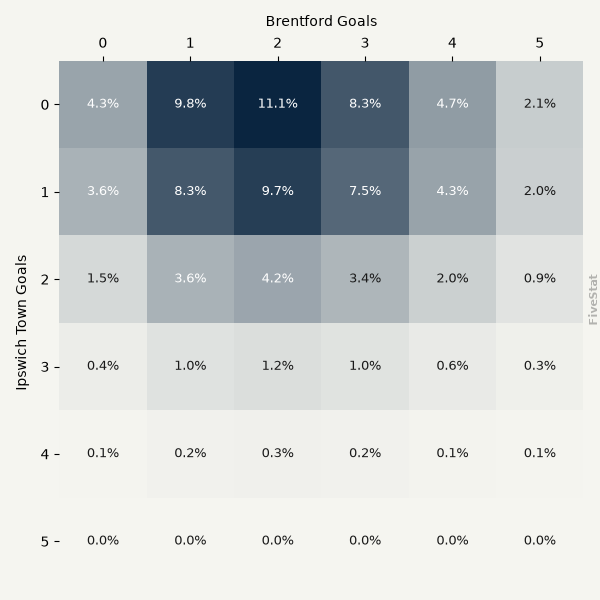 Brentford Goals
0 1 2 3 4 5
0 4.3% 9.8% 11.1% 8.3% 4.7% 2.1%
1 3.6% 8.3% 9.7% 7.5% 4.3% 2.0%
2 1.5% 3.6% 4.2% 3.4% 2.0% 0.9%
3 0.4% 1.0% 1.2% 1.0% 0.6% 0.3%
4 0.1% 0.2% 0.3% 0.2% 0.1% 0.1%
5 0.0% 0.0% 0.0% 0.0% 0.0% 0.0%
Ipswich Town Goals
FiveStat